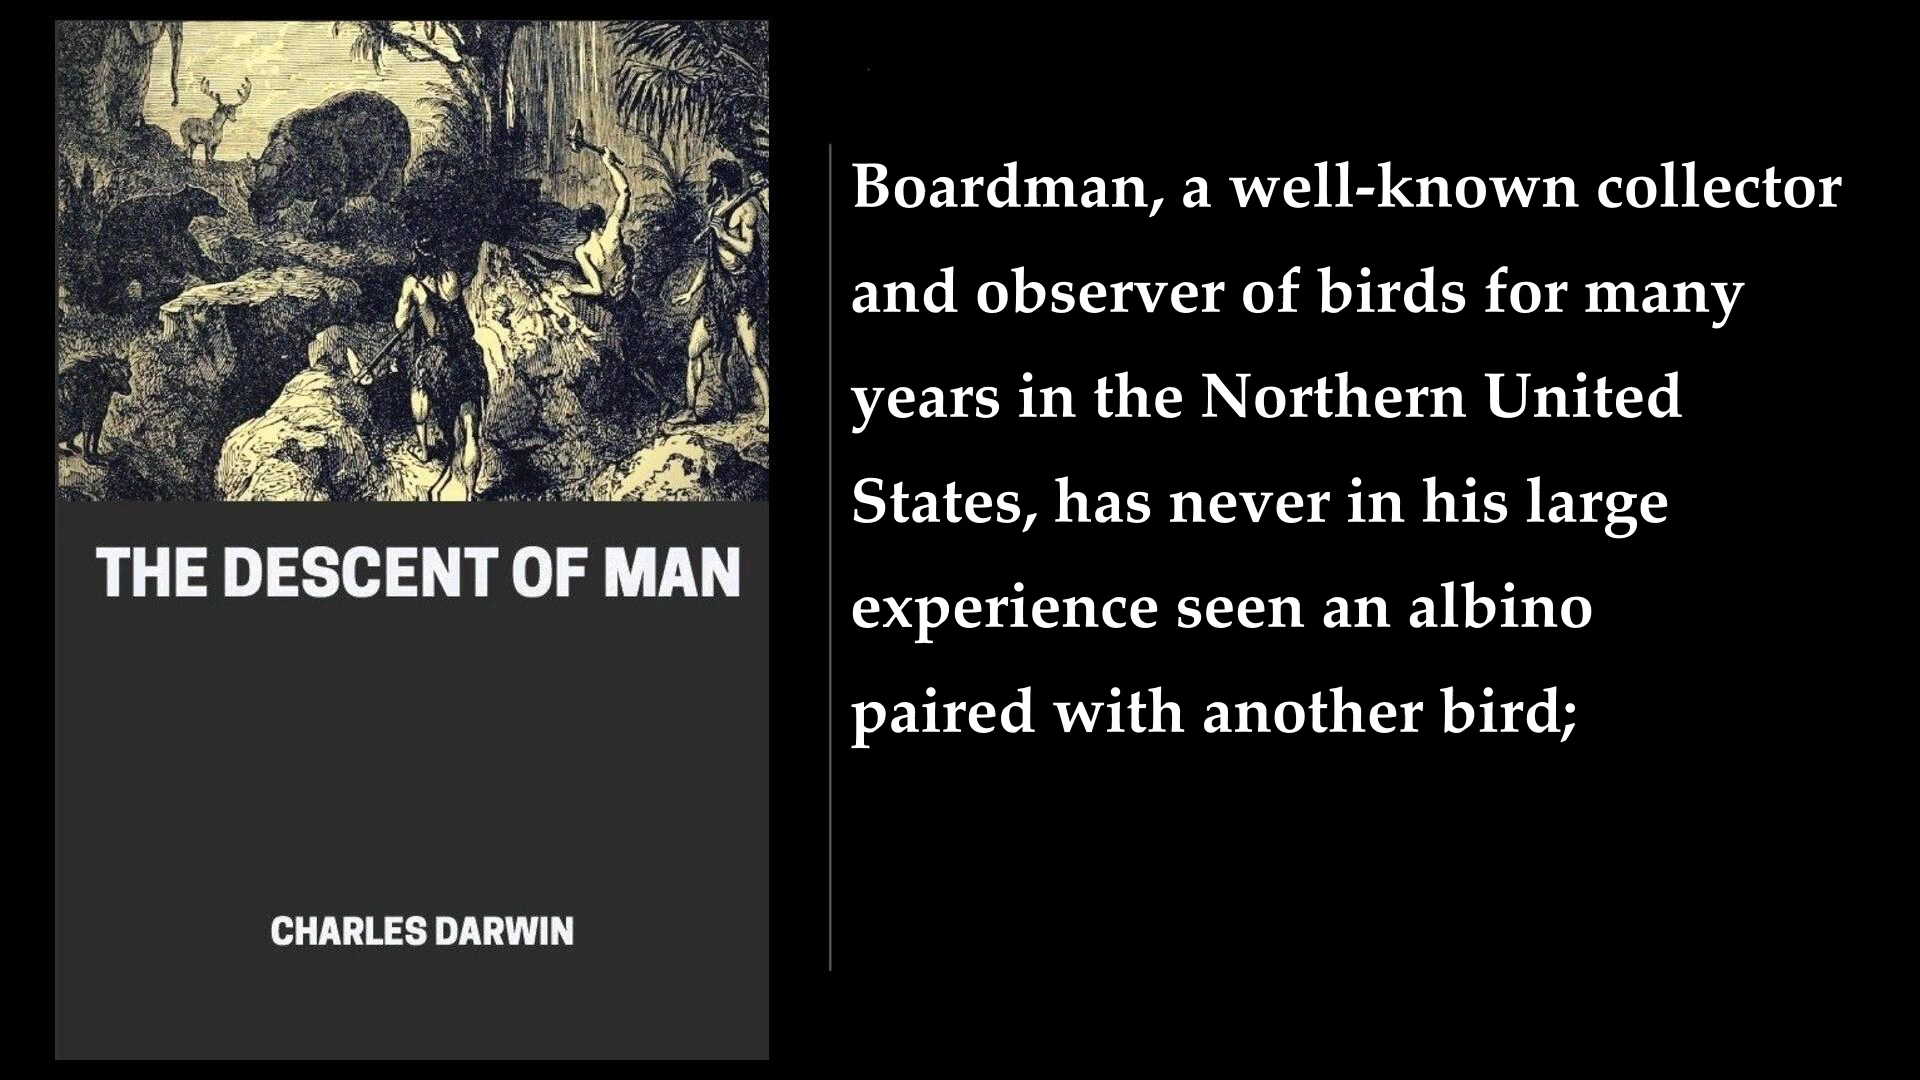 THE DESCENT OF MAN
CHARLES DARWIN
Boardman, a well-known collector
and observer of birds for many
years in the Northern United
States, has never in his large
experience seen an albino
paired with another bird;